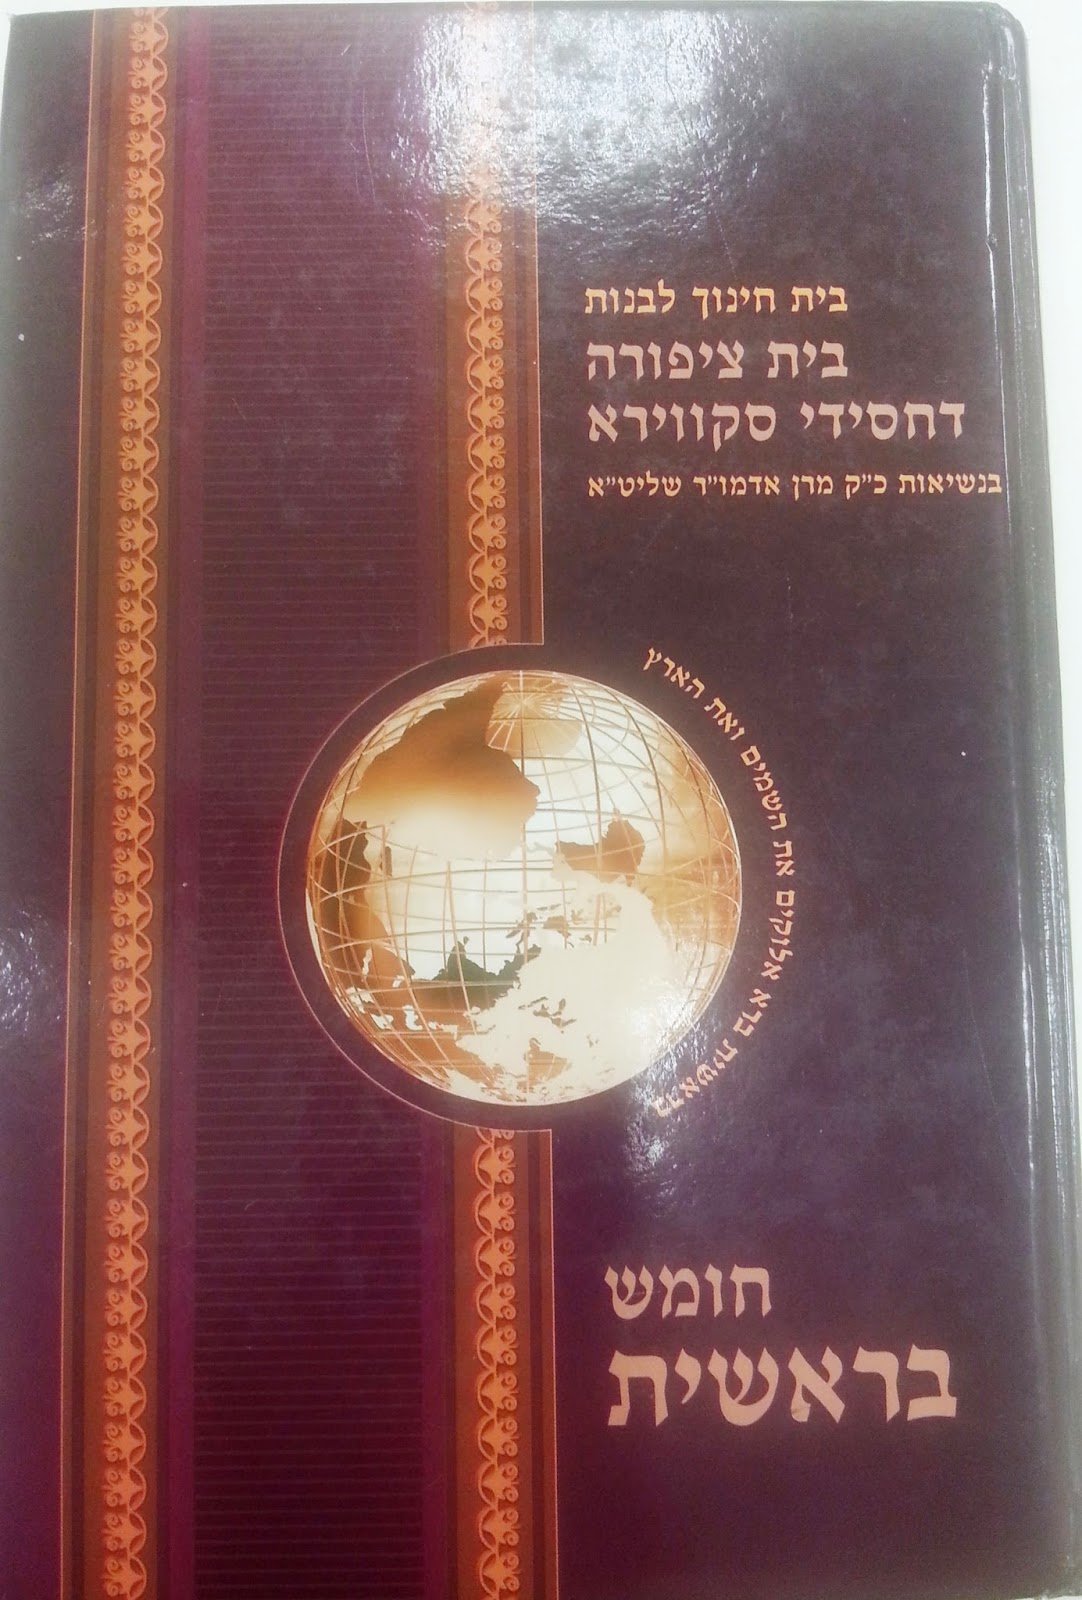 בית חינוך לבנות
בית ציפורה
דחסידי סקווירא
בנשיאות כ״ק מרן אדמו״ר שליט״א
בראשית ברא אלוקים את השמים ואת הארץ
חומש
בראשית